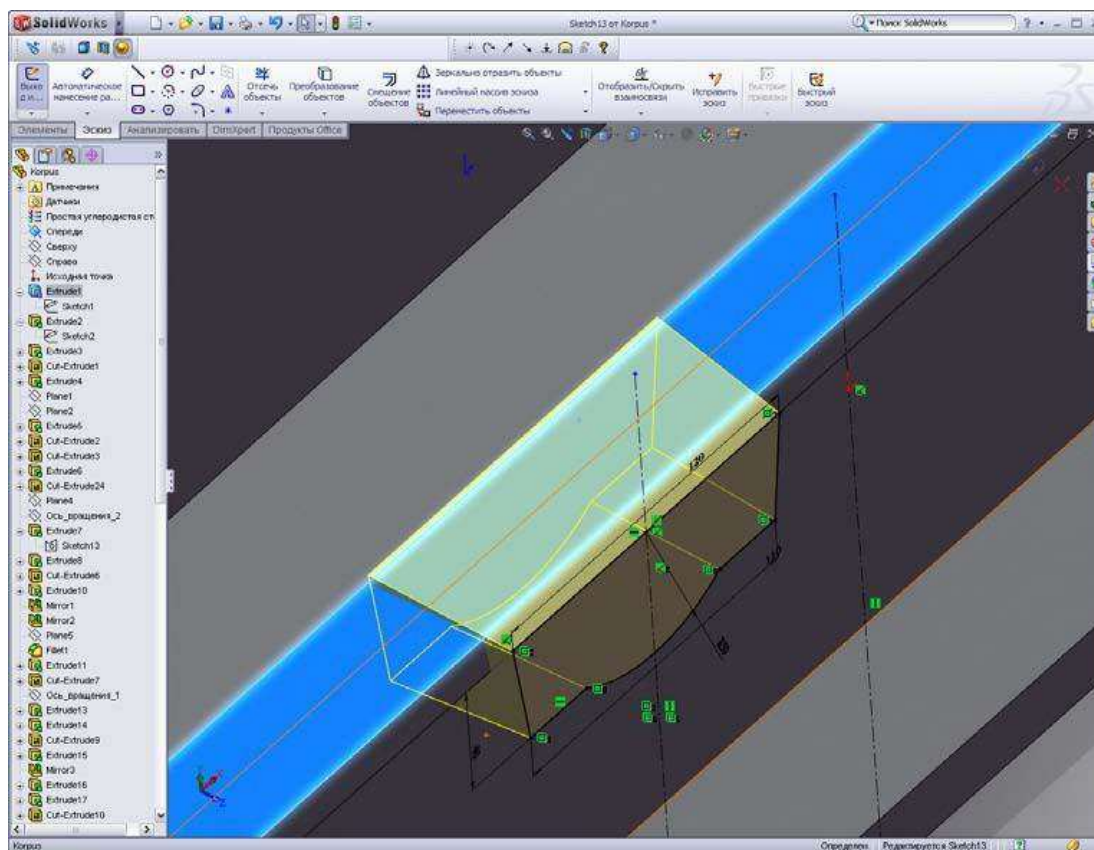 SolidWorks
Sketch13 от Korpus *
Поиск SolidWorks
Выхо д и...
Автоматическое нанесение ра...
Отсечь объекты
Преобразование объектов
Смещение объектов
Зеркально отразить объекты
Линейный массив эскиза
Переместить объекты
Отобразить/Скрыть взаимосвязи
Исправить эскиз
Быстрые привязки
Быстрый эскиз
Элементы
Эскиз
Анализировать
DimXpert
Продукты Office
Korpus
Примечания
Датчики
Простая углеродистая ст
Спереди
Сверху
Справа
Исходная точка
Extrude1
Sketch1
Extrude2
Sketch2
Extrude3
Cut-Extrude1
Extrude4
Plane1
Plane2
Extrude5
Cut-Extrude2
Cut-Extrude3
Extrude6
Cut-Extrude24
Plane4
Ось_вращения_2
Extrude7
Sketch13
Extrude8
Cut-Extrude6
Extrude10
Mirror1
Mirror2
Plane5
Fillet1
Extrude11
Cut-Extrude7
Ось_вращения_1
Extrude13
Extrude14
Cut-Extrude9
Extrude15
Mirror3
Extrude16
Extrude17
Cut-Extrude10
120
Korpus
Определен
Редактируется Sketch13